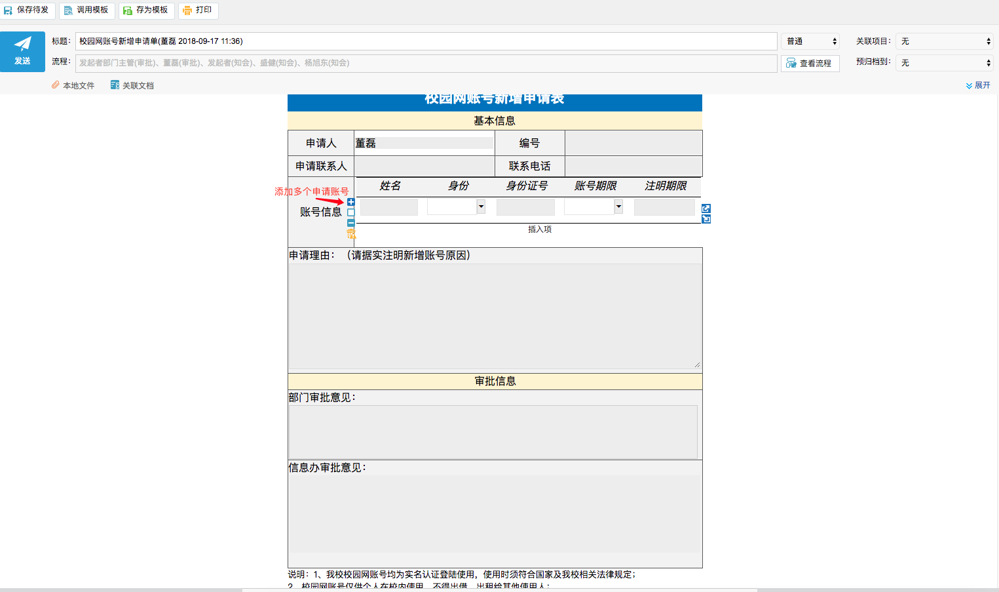 保存待发 调用模板 存为模板 打印
发送
标题： 校园网账号新增申请单(董磊 2018-09-17 11:36) 普通 关联项目： 无
流程： 发起者部门主管(审批)、董磊(审批)、发起者(知会)、盛健(知会)、杨旭东(知会) 查看流程 预归档到： 无
本地文件 关联文档 展开
校园网账号新增申请表
基本信息
申请人 董磊 编号
申请联系人 联系电话
姓名 身份 身份证号 账号期限 注明期限
添加多个申请账号
账号信息
插入项
申请理由：（请据实注明新增账号原因）
审批信息
部门审批意见：
信息办审批意见：
说明：1、我校校园网账号均为实名认证登陆使用，使用时须符合国家及我校相关法律规定；
2、校园网账号仅供个人在校内使用，不得出借、出租给其他使用人；